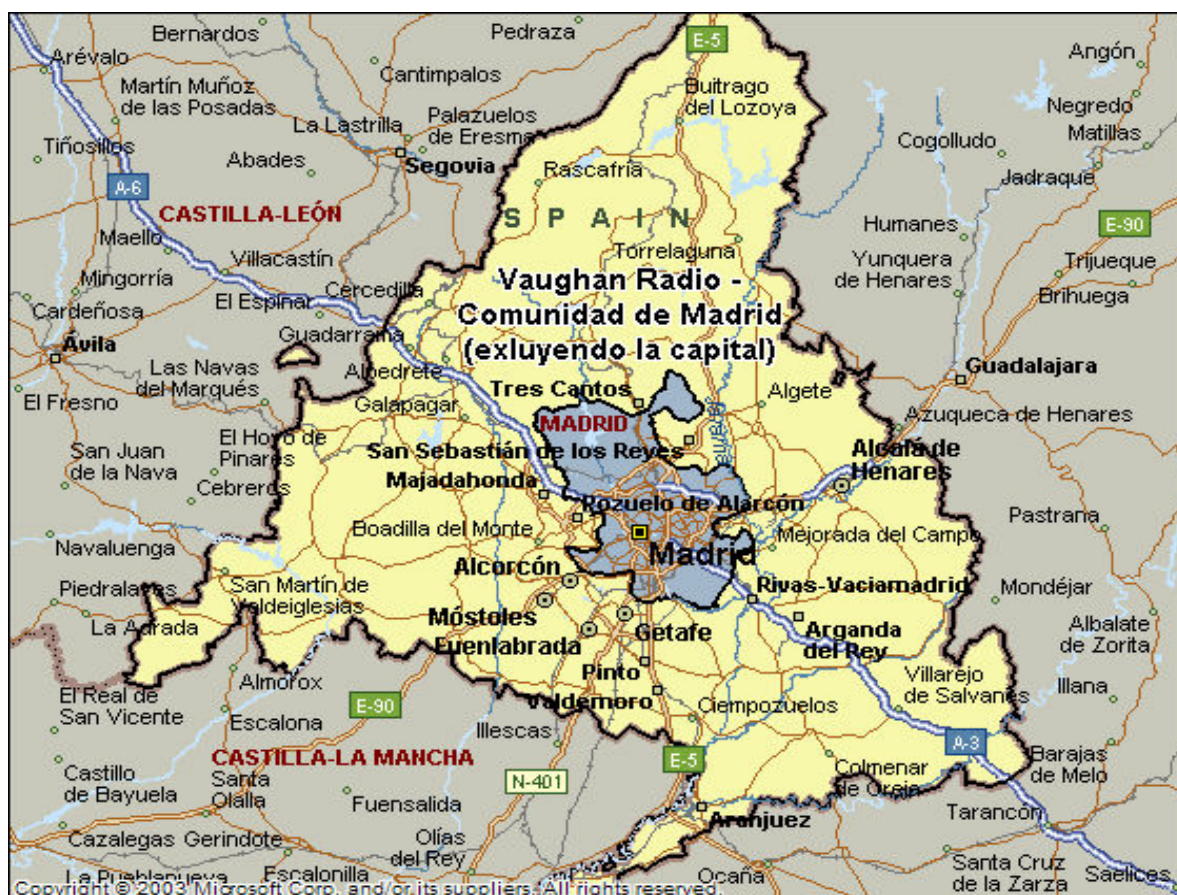 Bernardos
Pedraza
E-5
Arévalo
Angón
Cantimpalos
Martín Muñoz
de las Posadas
Buitrago
del Lozoya
Negredo
Matillas
La Lastrilla
Palazuelos
de Eresma
Tiñosillos
Abades
Segovia
Rascafría
Cogolludo
Jadraque
A-6
CASTILLA-LEÓN
SPAIN
Humanes
E-90
Maello
Villacastín
Torrelaguna
Yunquera
de Henares
Trijueque
Mingorría
Cercedilla
Vaughan Radio -
Comunidad de Madrid
(exluyendo la capital)
Brihuega
Cardeñosa
El Espinar
Guadarrama
Ávila
Las Navas
del Marqués
Alpedrete
Guadalajara
El Fresno
Galapagar
Tres Cantos
Algete
Azuqueca de Henares
MADRID
Jarama
San Juan
de la Nava
El Hoyo de
Pinares
San Sebastián de los Reyes
Alcalá de
Henares
Cebreros
Majadahonda
Pozuelo de Alarcón
Pastrana
Navaluenga
Boadilla del Monte
Madrid
Mejorada del Campo
Piedralaves
San Martín de
Valdeiglesias
Alcorcón
Rivas-Vaciamadrid
Mondéjar
La Adrada
Móstoles
Getafe
Arganda
del Rey
Albalate
de Zorita
Fuenlabrada
Pinto
Villarejo
de Salvanés
Almorox
El Real de
San Vicente
E-90
Valdemoro
Ciempozuelos
Illana
Escalona
Illescas
CASTILLA-LA MANCHA
E-5
A-3
Barajas
de Melo
Castillo
de Bayuela
Santa
Olalla
N-401
Colmenar
de Oreja
Fuensalida
Aranjuez
Tarancón
Cazalegas
Gerindote
Olías
del Rey
La Pueblanueva
Escalonilla
Ocaña
Santa Cruz
de la Zarza
Saelices
Copyright © 2003 Microsoft Corp. and/or its suppliers. All rights reserved.